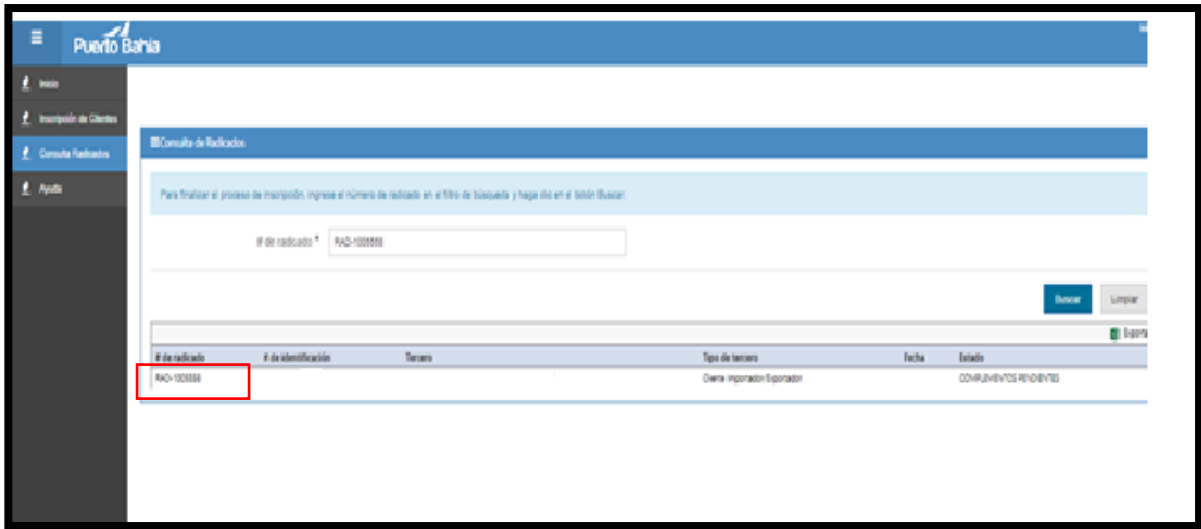 Puerto Bahía
Inicio
Inscripción de Clientes
Consulta Radicados
Ayuda
Consulta de Radicados
Para finalizar el proceso de inscripción, ingrese el número de radicado en el filtro de búsqueda y haga clic en el botón Buscar.
# de radicado *
Buscar Limpiar
# de radicado # de identificación Tercero Tipo de tercero Fecha Estado
Cliente Importador/Exportador COMPLEMENTOS PENDIENTES